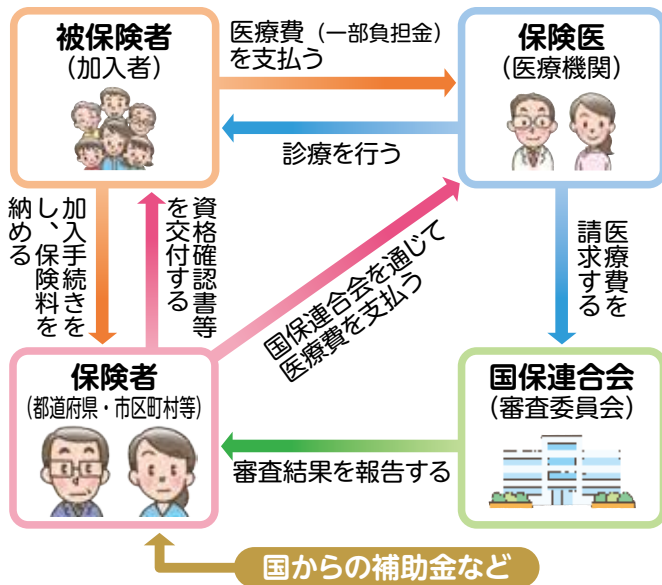 被保険者
(加入者)
医療費(一部負担金)
を支払う
保険医
(医療機関)
診療を行う
加入手続きを
し、保険料を
納める
資格確認書等
を交付する
国保連合会を通じて
医療費を支払う
医療費を
請求する
保険者
(都道府県・市区町村等)
国保連合会
(審査委員会)
審査結果を報告する
国からの補助金など